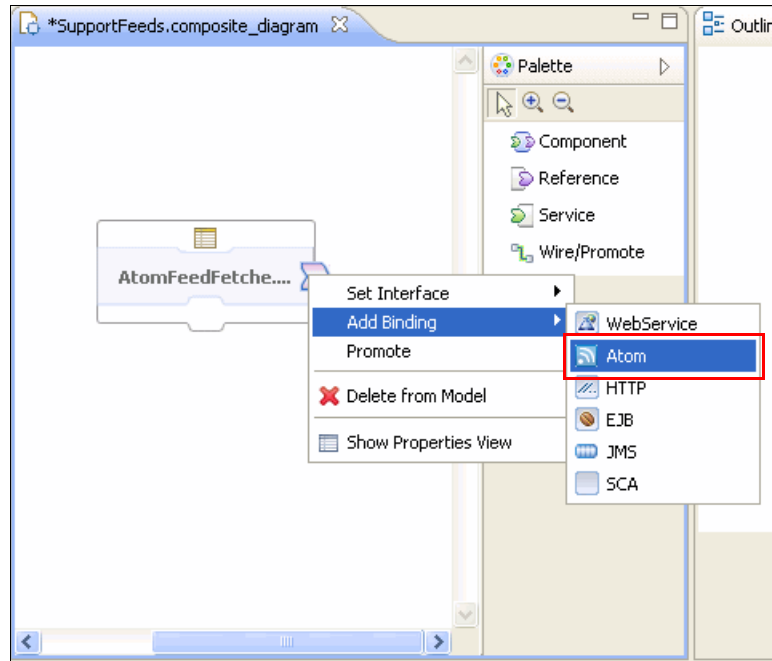 *SupportFeeds.composite_diagram
Outlin
Palette
Component
Reference
Service
Wire/Promote
AtomFeedFetche....
Set Interface
Add Binding
Promote
Delete from Model
Show Properties View
WebService
Atom
HTTP
EJB
JMS
SCA